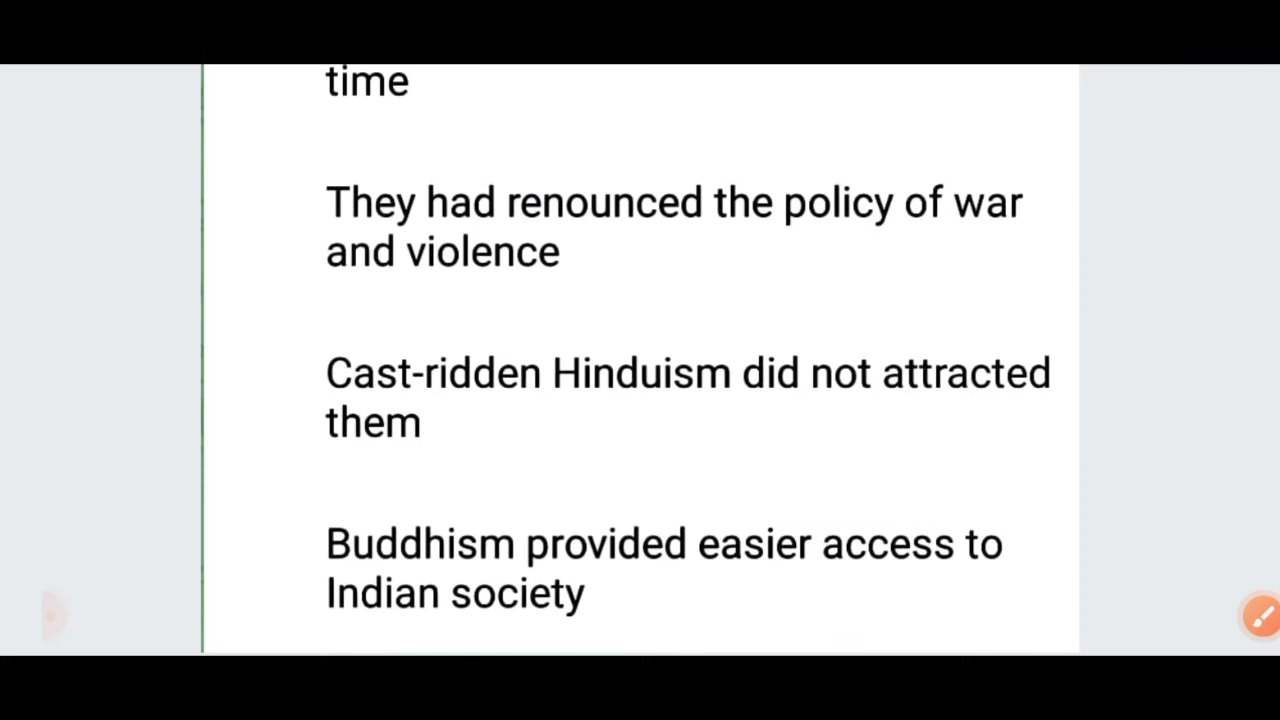 time
They had renounced the policy of war
and violence
Cast-ridden Hinduism did not attracted
them
Buddhism provided easier access to
Indian society